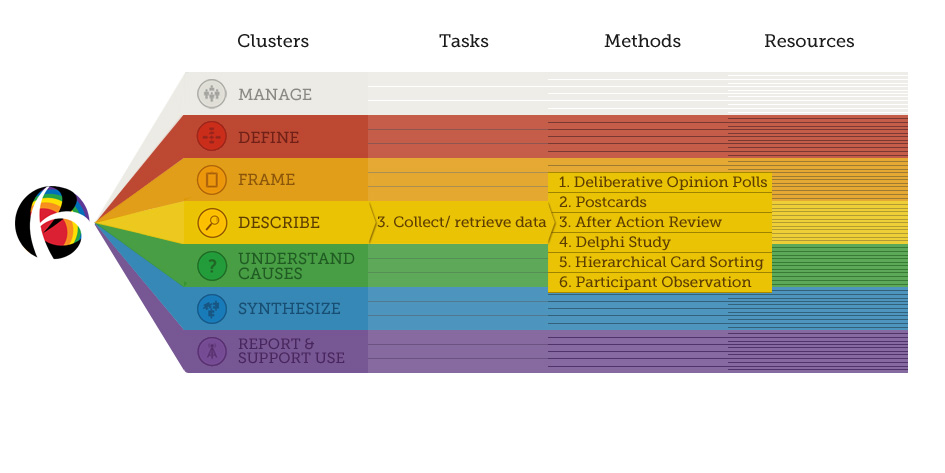 Clusters Tasks Methods Resources
MANAGE
DEFINE
FRAME
DESCRIBE
UNDERSTAND
CAUSES
SYNTHESIZE
REPORT &
SUPPORT USE
3. Collect/ retrieve data
1. Deliberative Opinion Polls
2. Postcards
3. After Action Review
4. Delphi Study
5. Hierarchical Card Sorting
6. Participant Observation
?